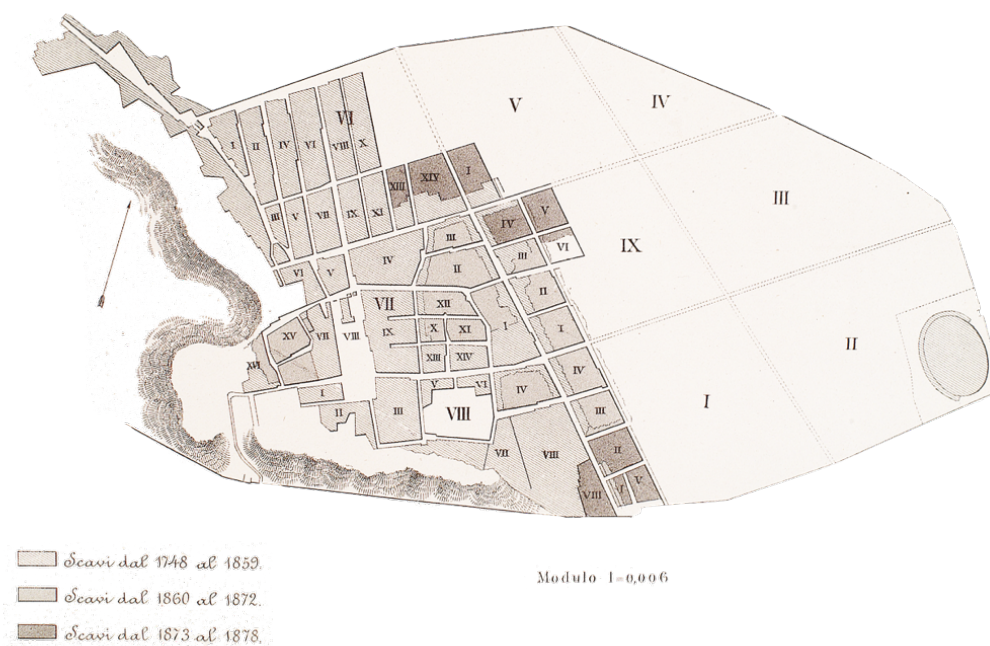 V
IV
VI
I
II
IV
VI
VIII
X
XIII
XIV
I
III
V
VII
IX
XI
III
IV
V
III
VI
IX
VI
V
IV
II
VII
XII
II
XV
VII
VIII
IX
X
XI
I
I
II
XVI
XIII
XIV
I
V
VI
IV
IV
I
II
III
VIII
III
VII
VIII
II
VIII
I
V
Scavi dal 1748 al 1859.
Scavi dal 1860 al 1872.
Scavi dal 1873 al 1878.
Modulo 1=0,006